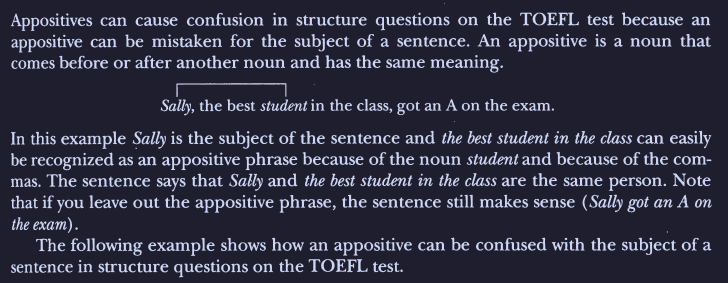 Appositives can cause confusion in structure questions on the TOEFL test because an
appositive can be mistaken for the subject of a sentence. An appositive is a noun that
comes before or after another noun and has the same meaning.
Sally, the best student in the class, got an A on the exam.
In this example Sally is the subject of the sentence and the best student in the class can easily
be recognized as an appositive phrase because of the noun student and because of the com-
mas. The sentence says that Sally and the best student in the class are the same person. Note
that if you leave out the appositive phrase, the sentence still makes sense (Sally got an A on
the exam).
The following example shows how an appositive can be confused with the subject of a
sentence in structure questions on the TOEFL test.